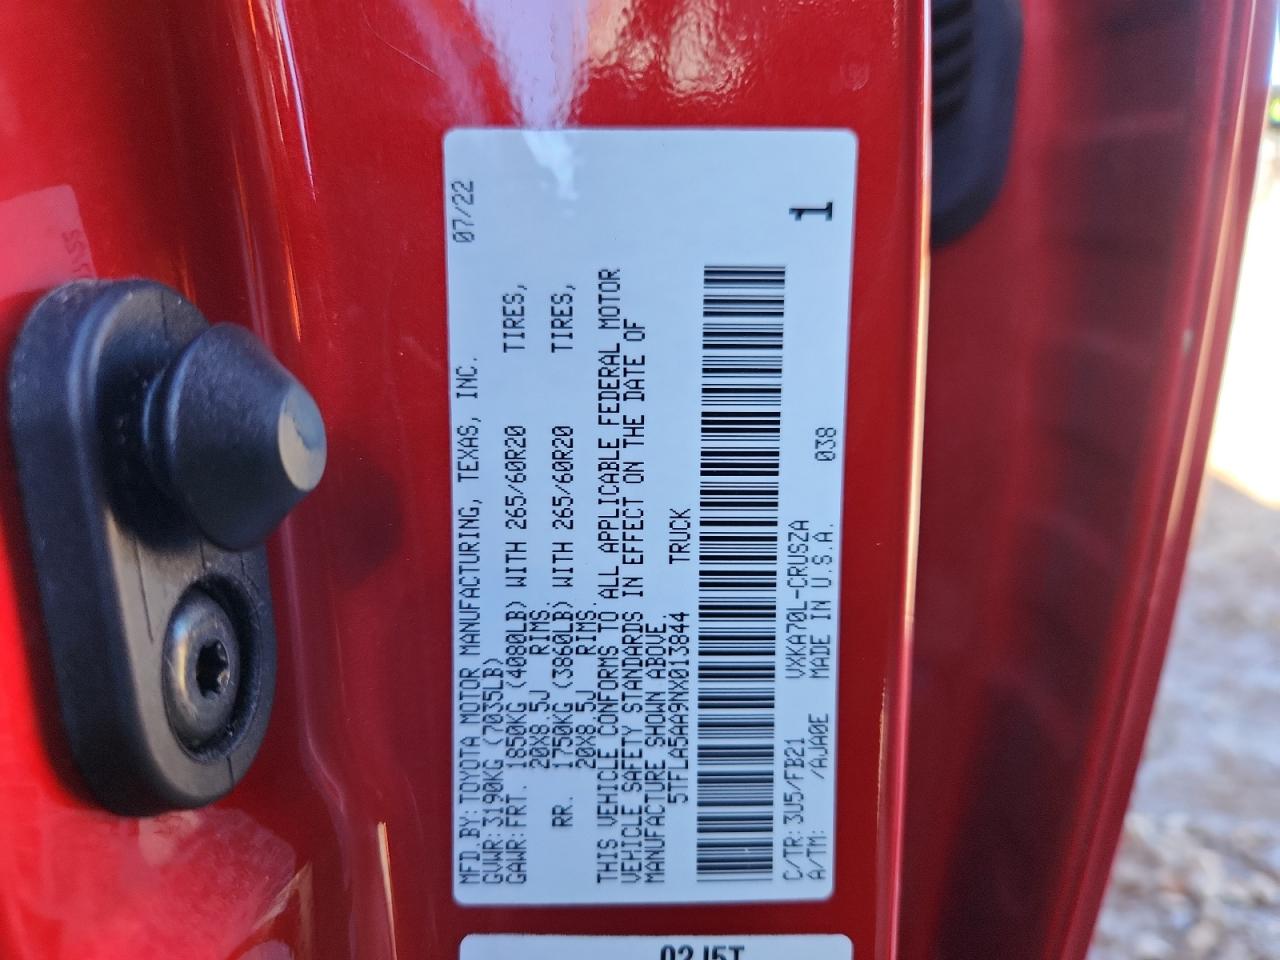 MFD.BY:TOYOTA MOTOR MANUFACTURING, TEXAS, INC. 07/22
GVWR:3190KG (7035LB)
GAWR:FRT. 1850KG (4080LB) WITH 265/60R20 TIRES,
20X8.5J RIMS.
RR. 1750KG (3860LB) WITH 265/60R20 TIRES,
20X8.5J RIMS.
THIS VEHICLE CONFORMS TO ALL APPLICABLE FEDERAL MOTOR
VEHICLE SAFETY STANDARDS IN EFFECT ON THE DATE OF
MANUFACTURE SHOWN ABOVE.
5TFLA5AA9NX013844 TRUCK
C/TR:3U5/FB21 VXKA70L-CRUSZA 038 1
A/TM: /AJA0E MADE IN U.S.A.